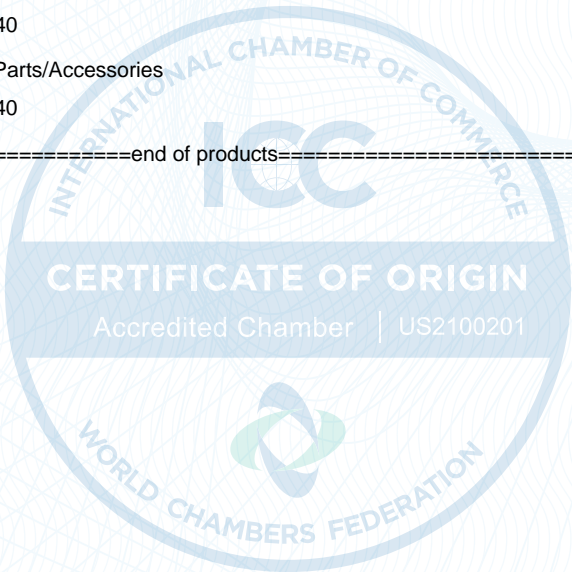 40
Parts/Accessories
40
===========end of products=========================
INTERNATIONAL CHAMBER OF COMMERCE
ICC
CERTIFICATE OF ORIGIN
Accredited Chamber | US2100201
WORLD CHAMBERS FEDERATION